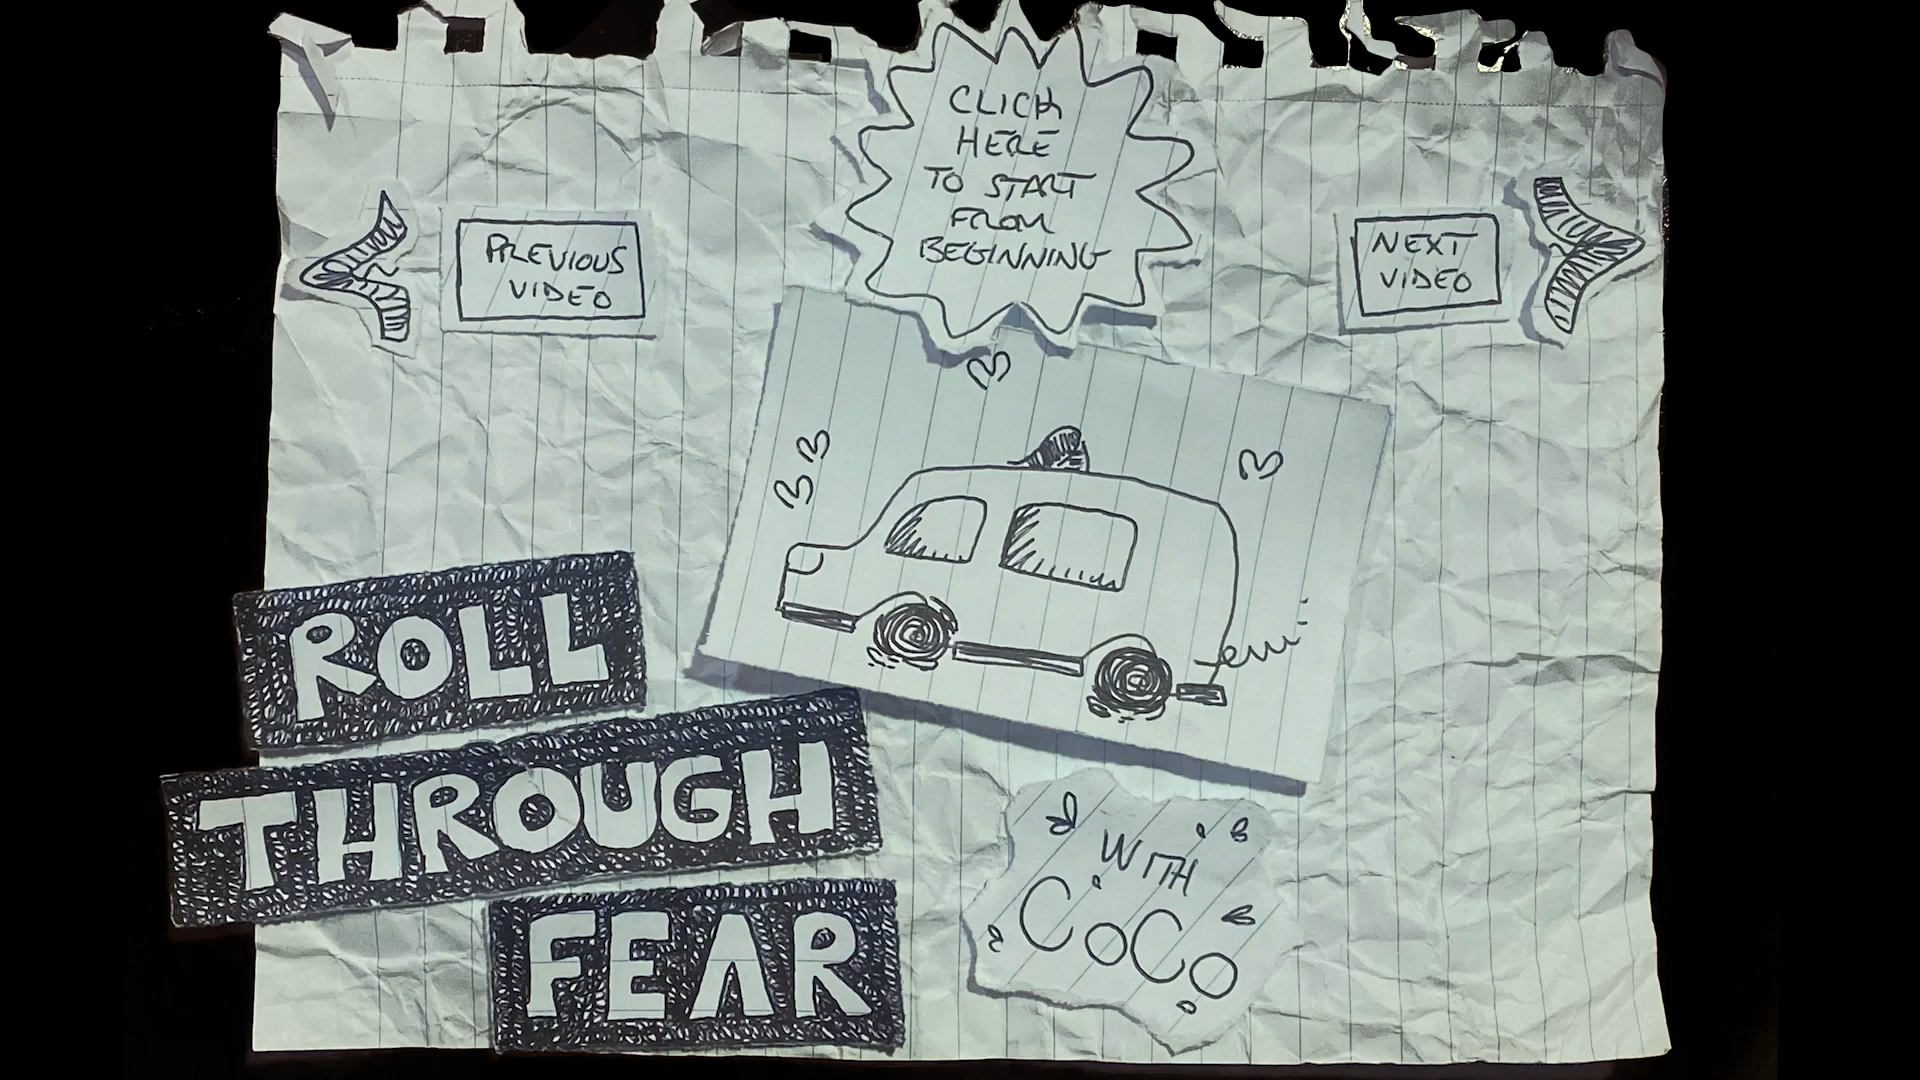 CLICK
HERE
TO START
FROM
BEGINNING
PREVIOUS
VIDEO
NEXT
VIDEO
ROLL
THROUGH
FEAR
WITH
COCO